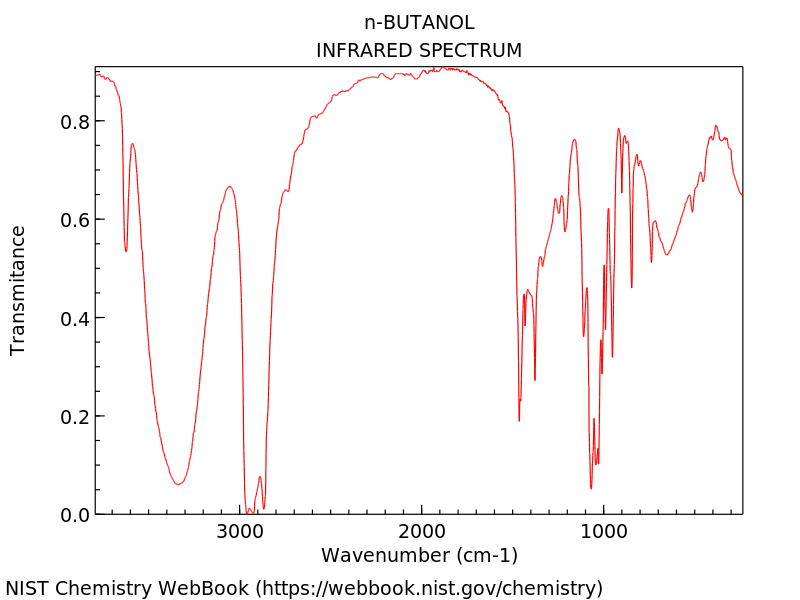 n-BUTANOL
INFRARED SPECTRUM
Transmitance
0.8
0.6
0.4
0.2
0.0
3000 2000 1000
Wavenumber (cm-1)
NIST Chemistry WebBook (https://webbook.nist.gov/chemistry)